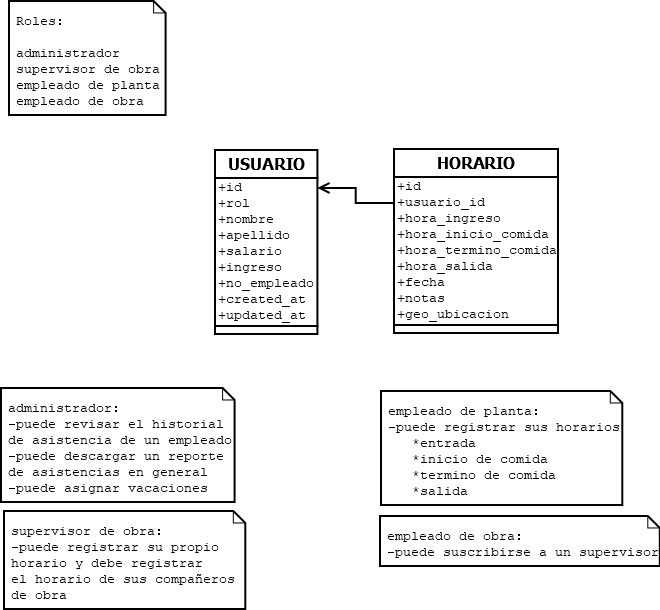 Roles:
administrador
supervisor de obra
empleado de planta
empleado de obra
USUARIO
+id
+rol
+nombre
+apellido
+salario
+ingreso
+no_empleado
+created_at
+updated_at
HORARIO
+id
+usuario_id
+hora_ingreso
+hora_inicio_comida
+hora_termino_comida
+hora_salida
+fecha
+notas
+geo_ubicacion
administrador:
-puede revisar el historial
de asistencia de un empleado
-puede descargar un reporte
de asistencias en general
-puede asignar vacaciones
empleado de planta:
-puede registrar sus horarios
*entrada
*inicio de comida
*termino de comida
*salida
supervisor de obra:
-puede registrar su propio
horario y debe registrar
el horario de sus compañeros
de obra
empleado de obra:
-puede suscribirse a un supervisor